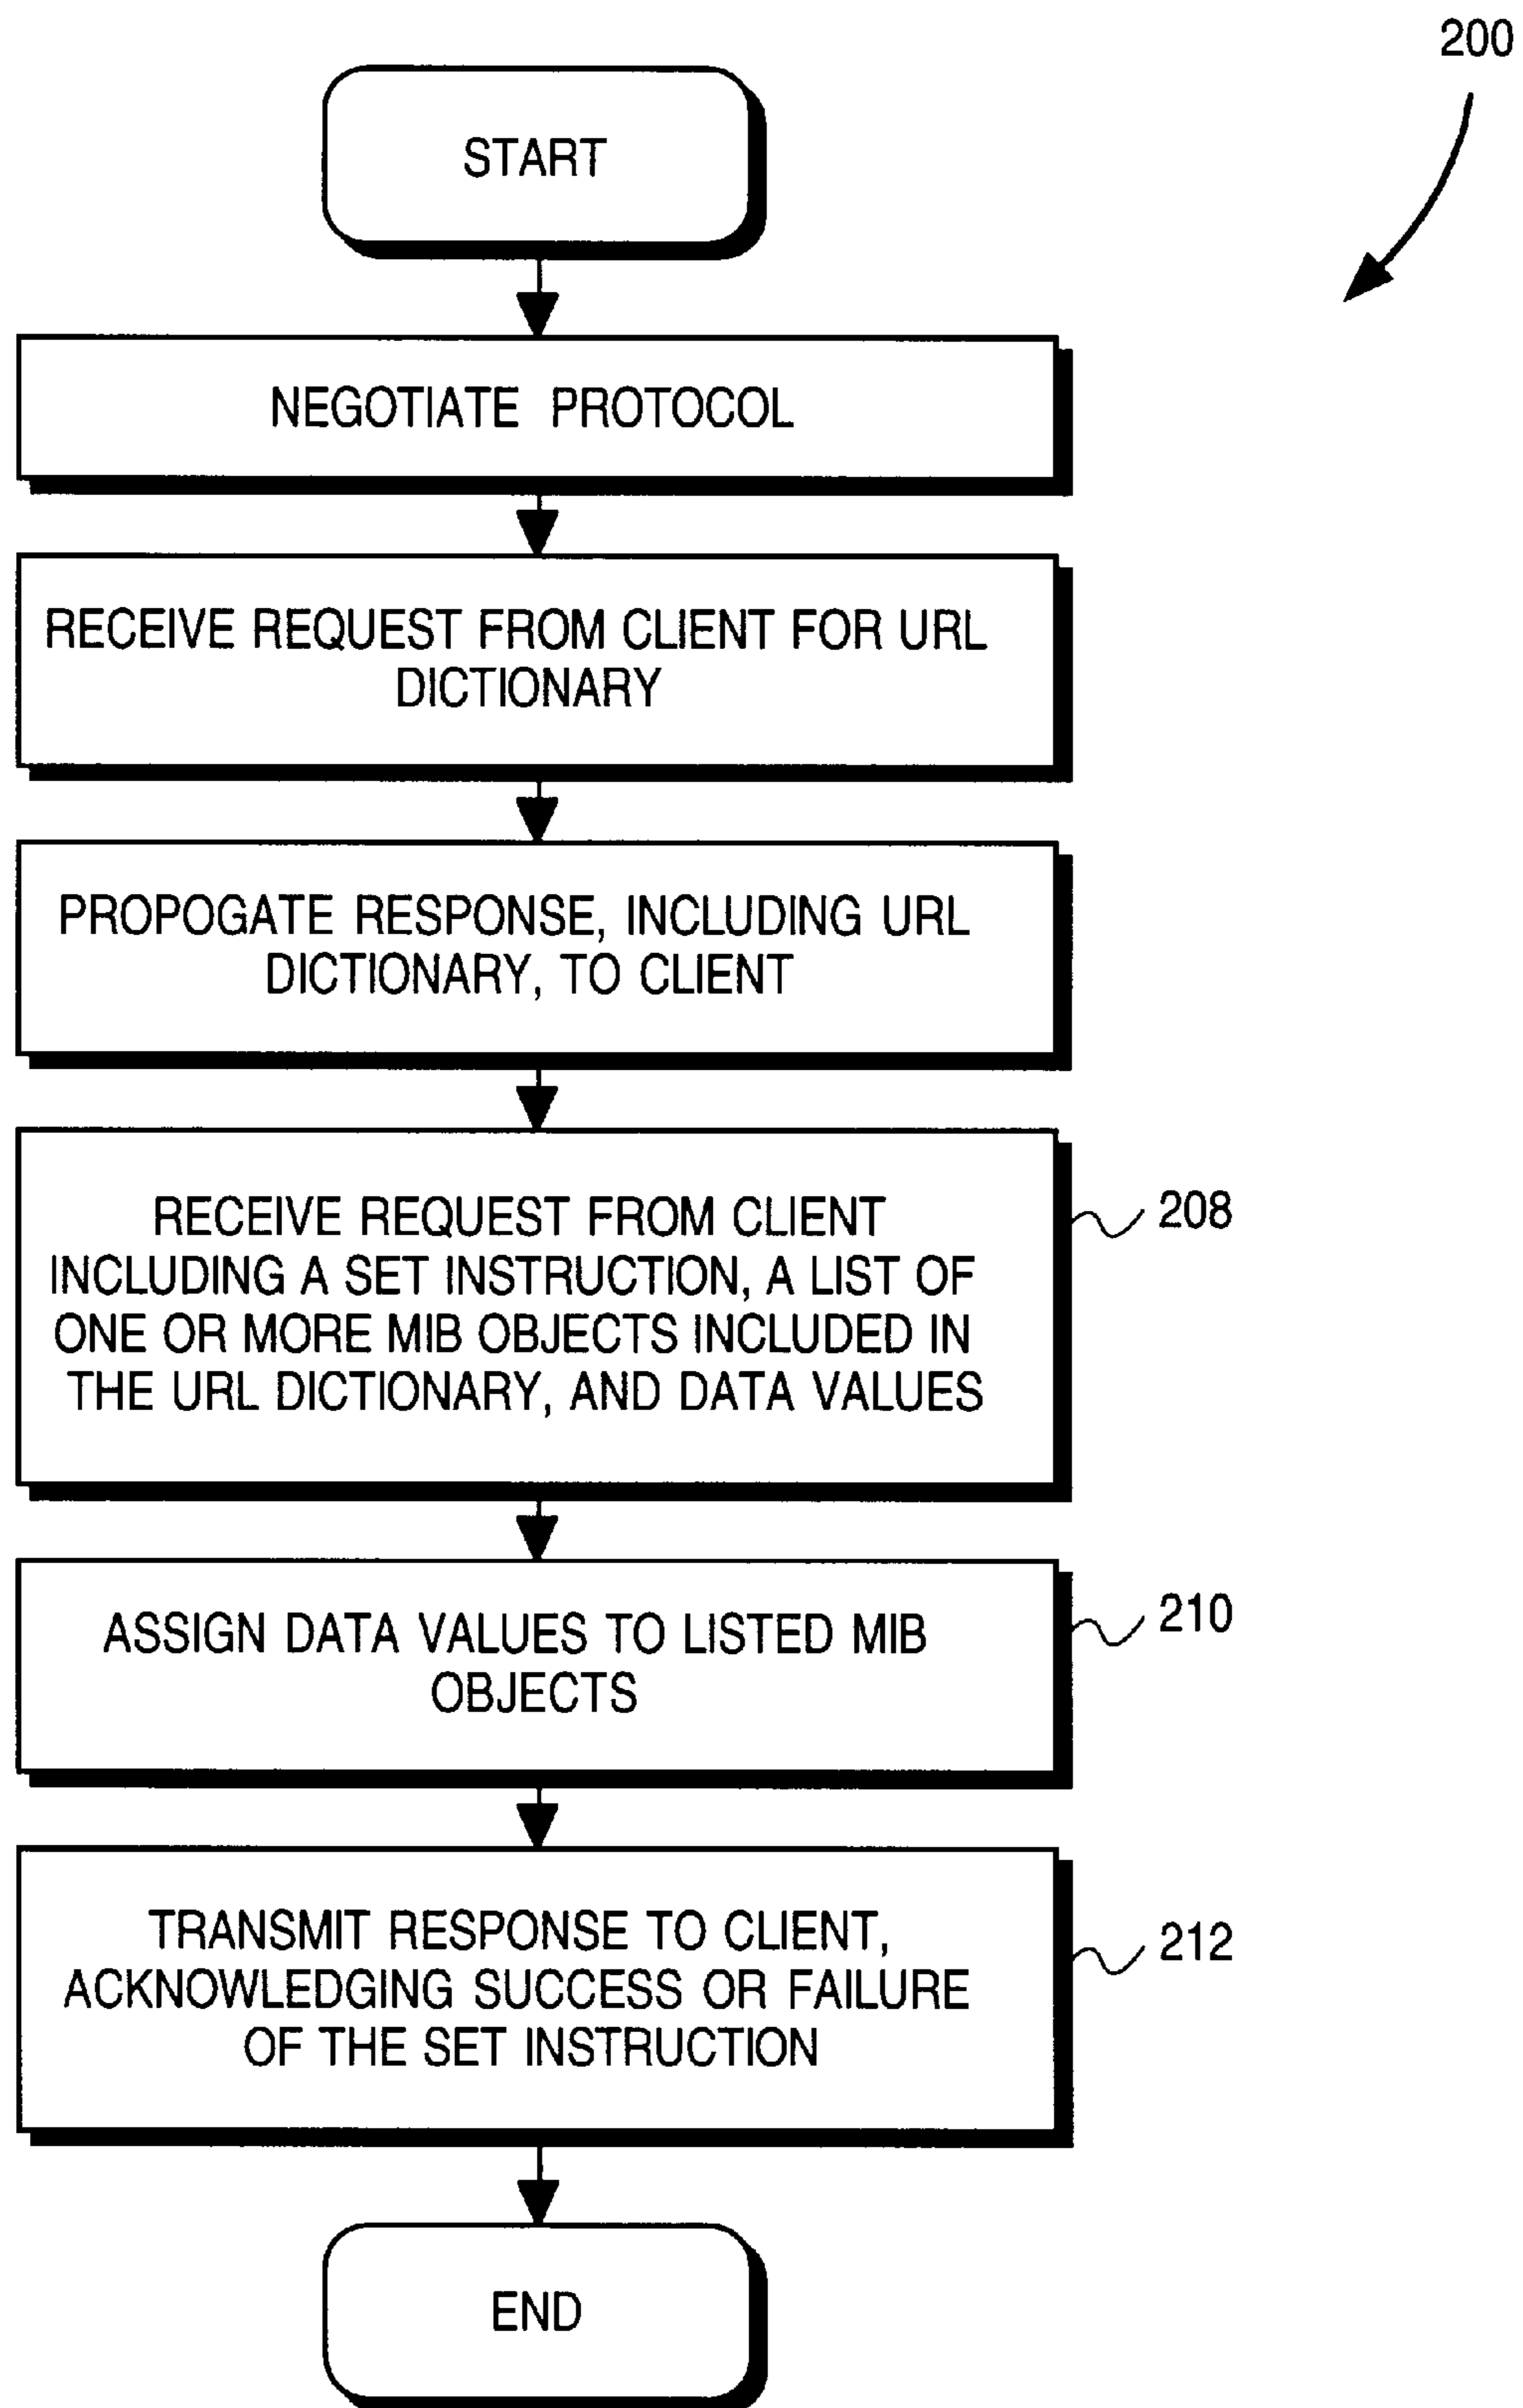 200
START
NEGOTIATE PROTOCOL
RECEIVE REQUEST FROM CLIENT FOR URL
DICTIONARY
PROPOGATE RESPONSE, INCLUDING URL
DICTIONARY, TO CLIENT
RECEIVE REQUEST FROM CLIENT
INCLUDING A SET INSTRUCTION, A LIST OF
ONE OR MORE MIB OBJECTS INCLUDED IN
THE URL DICTIONARY, AND DATA VALUES
208
ASSIGN DATA VALUES TO LISTED MIB
OBJECTS
210
TRANSMIT RESPONSE TO CLIENT,
ACKNOWLEDGING SUCCESS OR FAILURE
OF THE SET INSTRUCTION
212
END